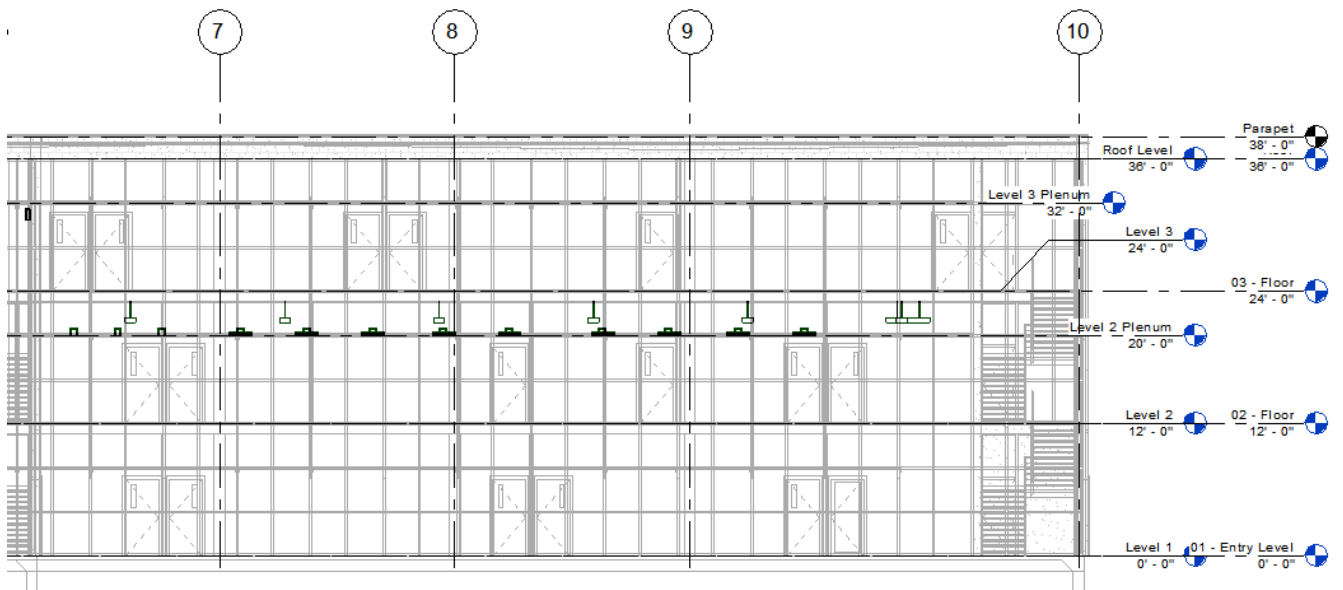 7
8
9
10
Parapet
38' - 0"
Roof Level
36' - 0"
36' - 0"
Level 3 Plenum
32' - 0"
Level 3
24' - 0"
03 - Floor
24' - 0"
Level 2 Plenum
20' - 0"
Level 2
12' - 0"
02 - Floor
12' - 0"
Level 1
0' - 0"
01 - Entry Level
0' - 0"